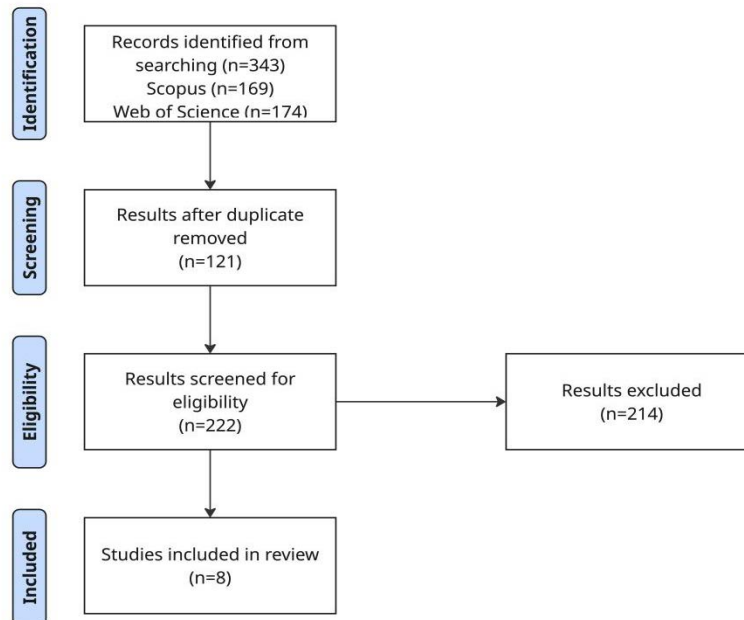 Identification
Records identified from
searching (n=343)
Scopus (n=169)
Web of Science (n=174)
Screening
Results after duplicate
removed
(n=121)
Eligibility
Results screened for
eligibility
(n=222)
Results excluded
(n=214)
Included
Studies included in review
(n=8)